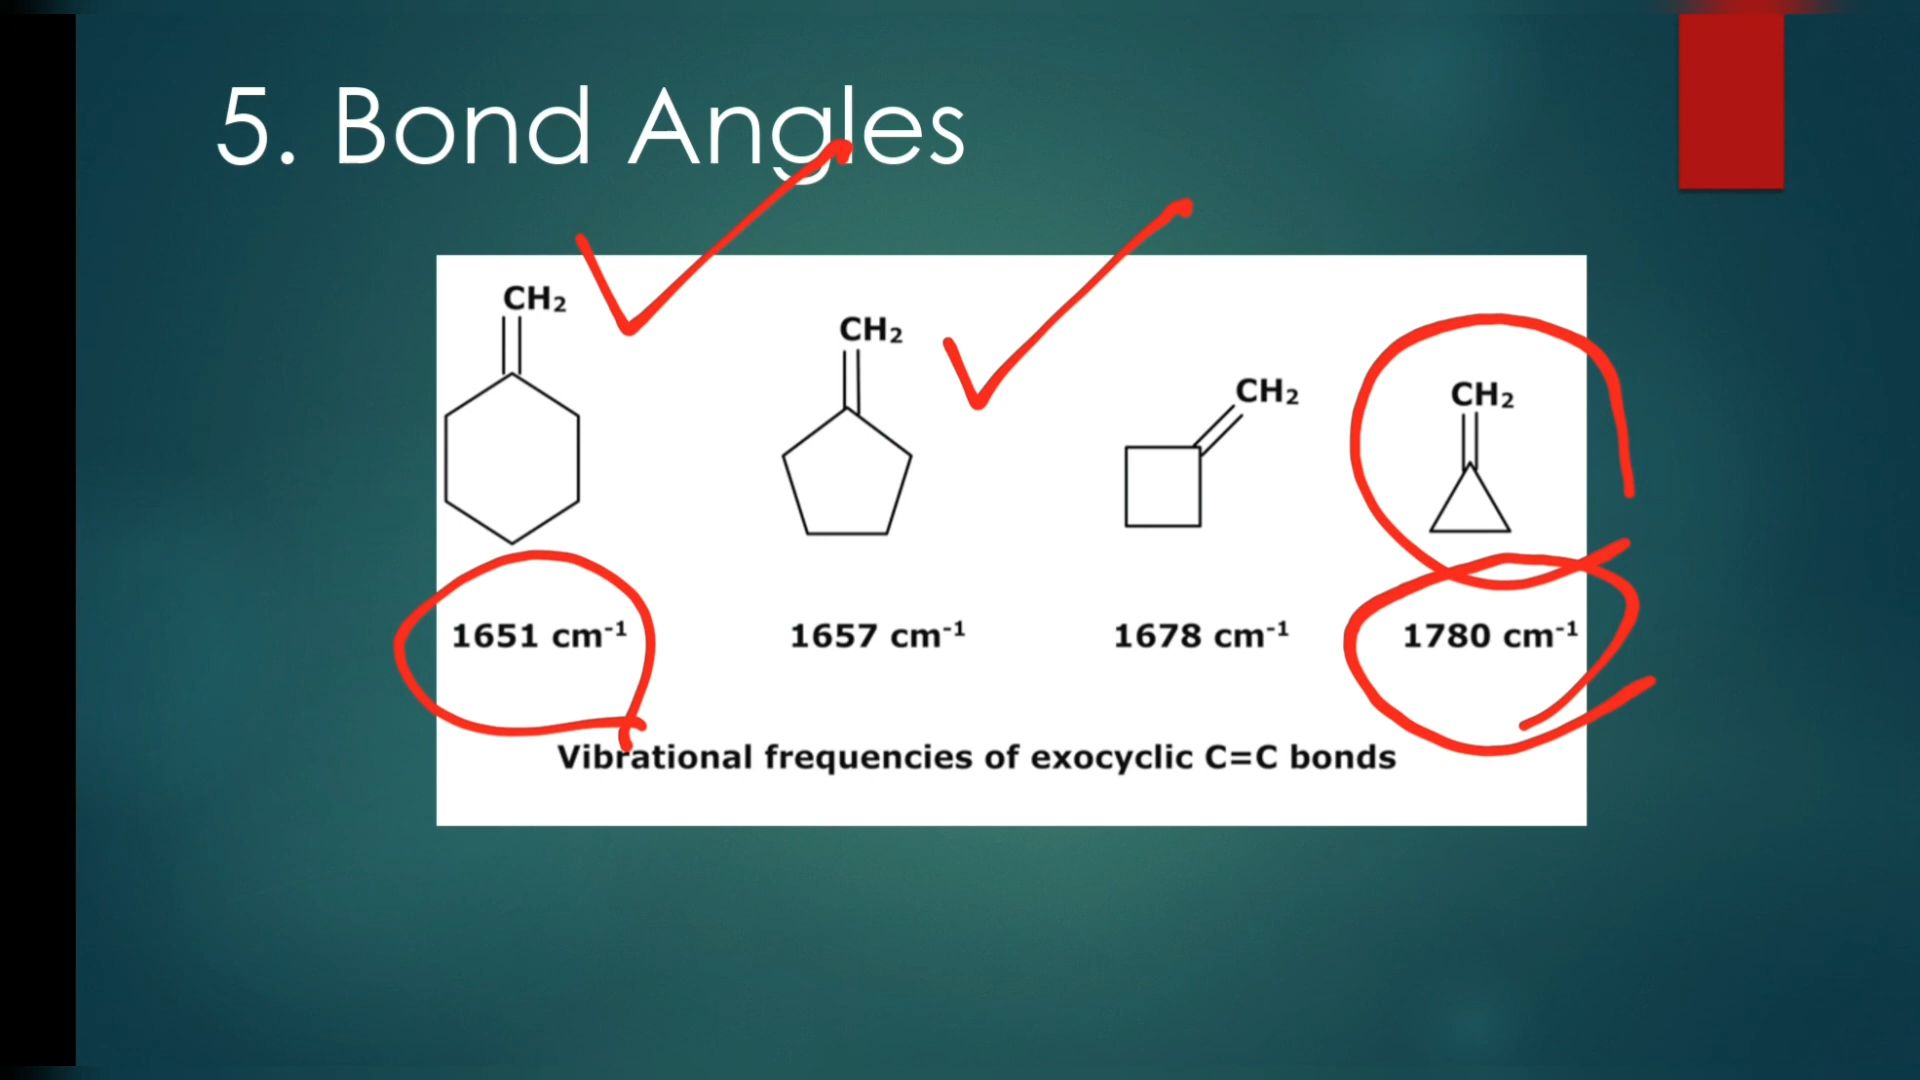 5. Bond Angles
CH₂
CH₂
CH₂
CH₂
1651 cm⁻¹
1657 cm⁻¹
1678 cm⁻¹
1780 cm⁻¹
Vibrational frequencies of exocyclic C=C bonds